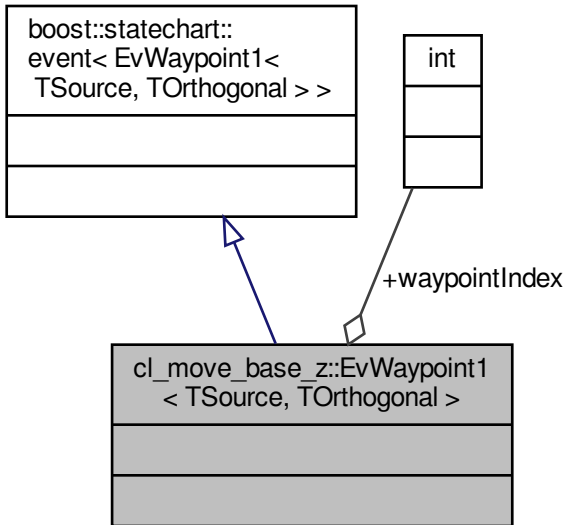 boost::statechart::
event< EvWaypoint1<
TSource, TOrthogonal > >
int
+waypointIndex
cl_move_base_z::EvWaypoint1
< TSource, TOrthogonal >